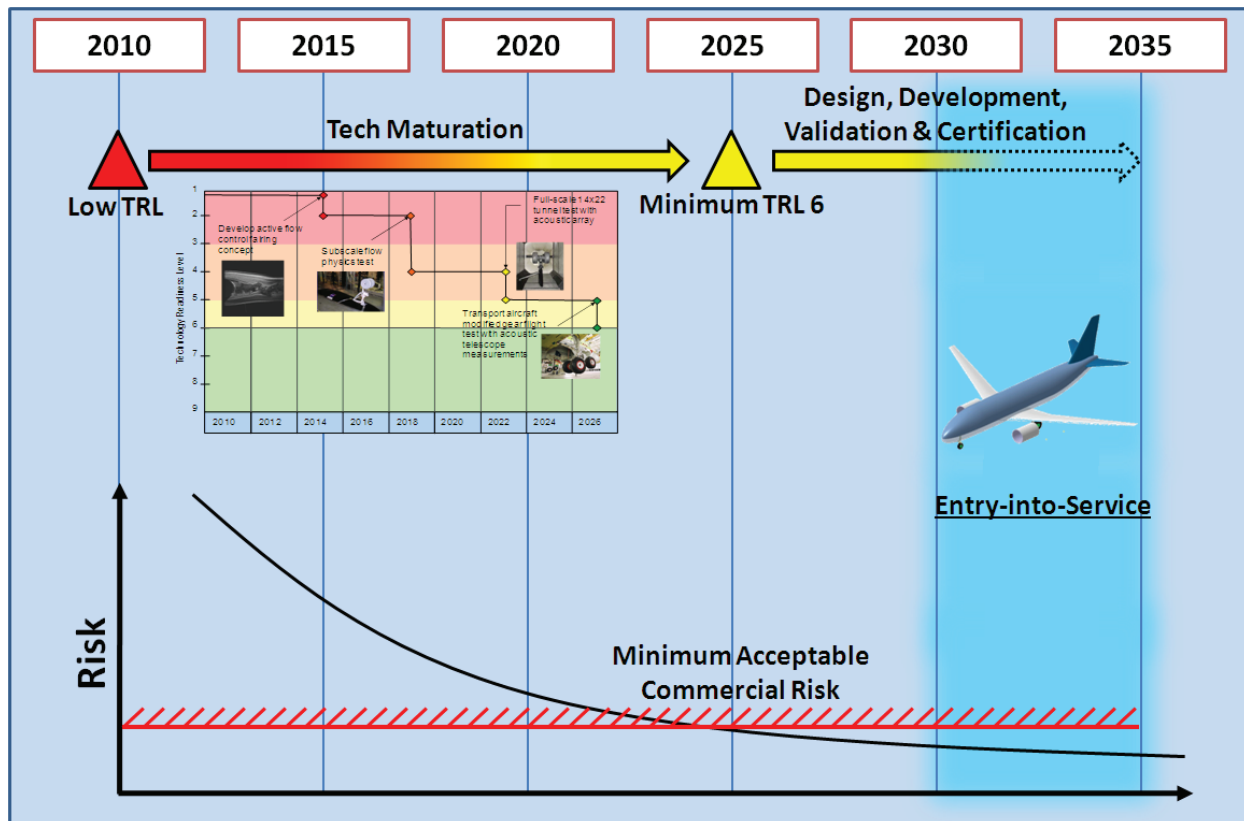 2010
2015
2020
2025
2030
2035
Tech Maturation
Design, Development,
Validation & Certification
Low TRL
Minimum TRL 6
Technology Readiness Level
1
2
3
4
5
6
7
8
9
Develop active flow
control fairing
concept
Subscale flow
physics test
Full-scale 14x22
tunnel test with
acoustic array
Transport aircraft
modified gear flight
test with acoustic
telescope
measurements
2010
2012
2014
2016
2018
2020
2022
2024
2026
Entry-into-Service
Risk
Minimum Acceptable
Commercial Risk